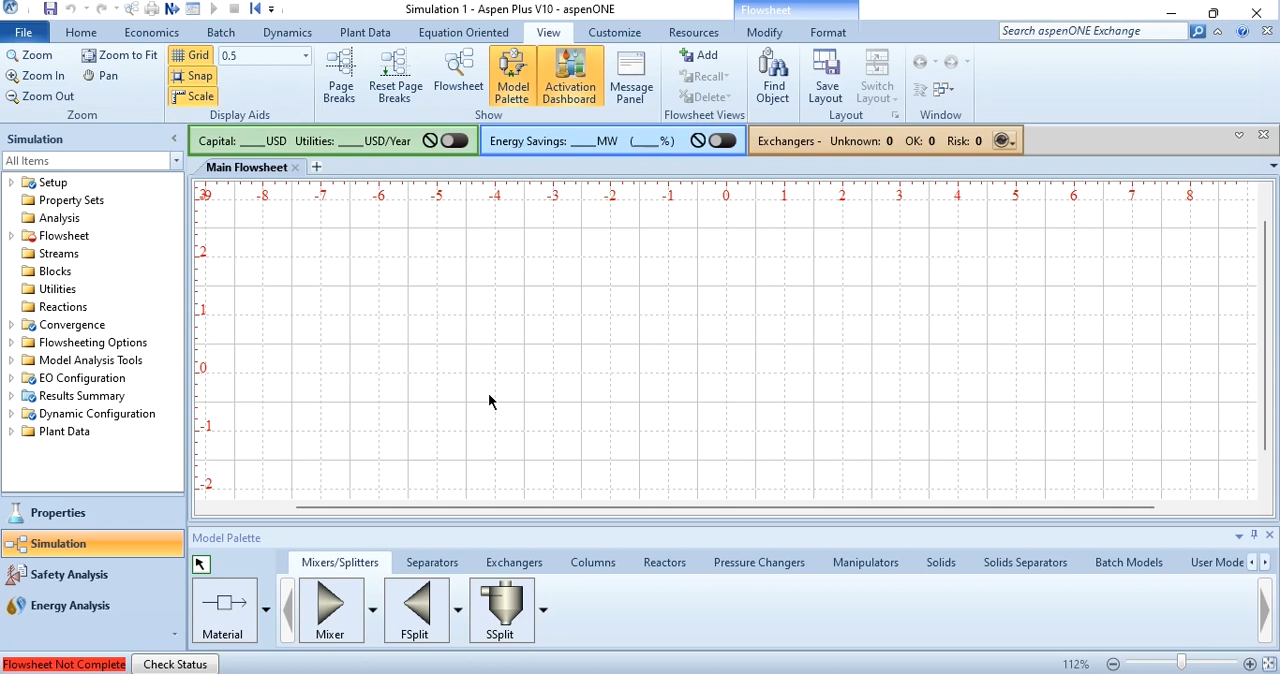 Simulation 1 - Aspen Plus V10 - aspenONE
Flowsheet
File Home Economics Batch Dynamics Plant Data Equation Oriented View Customize Resources Modify Format Search aspenONE Exchange
Zoom Zoom to Fit Grid 0.5
Zoom In Pan Snap
Zoom Out Scale
Page Breaks
Reset Page Breaks
Flowsheet
Model Palette
Activation Dashboard
Message Panel
Add
Recall
Delete
Find Object
Save Layout
Switch Layout
Zoom Display Aids Show Flowsheet Views Layout Window
Simulation
Capital: ____USD Utilities: ____USD/Year
Energy Savings: ____MW (____%)
Exchangers - Unknown: 0 OK: 0 Risk: 0
All Items
Main Flowsheet
-9 -8 -7 -6 -5 -4 -3 -2 -1 0 1 2 3 4 5 6 7 8
2
1
0
-1
-2
Setup
Property Sets
Analysis
Flowsheet
Streams
Blocks
Utilities
Reactions
Convergence
Flowsheeting Options
Model Analysis Tools
EO Configuration
Results Summary
Dynamic Configuration
Plant Data
Properties
Simulation
Safety Analysis
Energy Analysis
Model Palette
Mixers/Splitters Separators Exchangers Columns Reactors Pressure Changers Manipulators Solids Solids Separators Batch Models User Mode
Material Mixer FSplit SSplit
Flowsheet Not Complete Check Status 112%